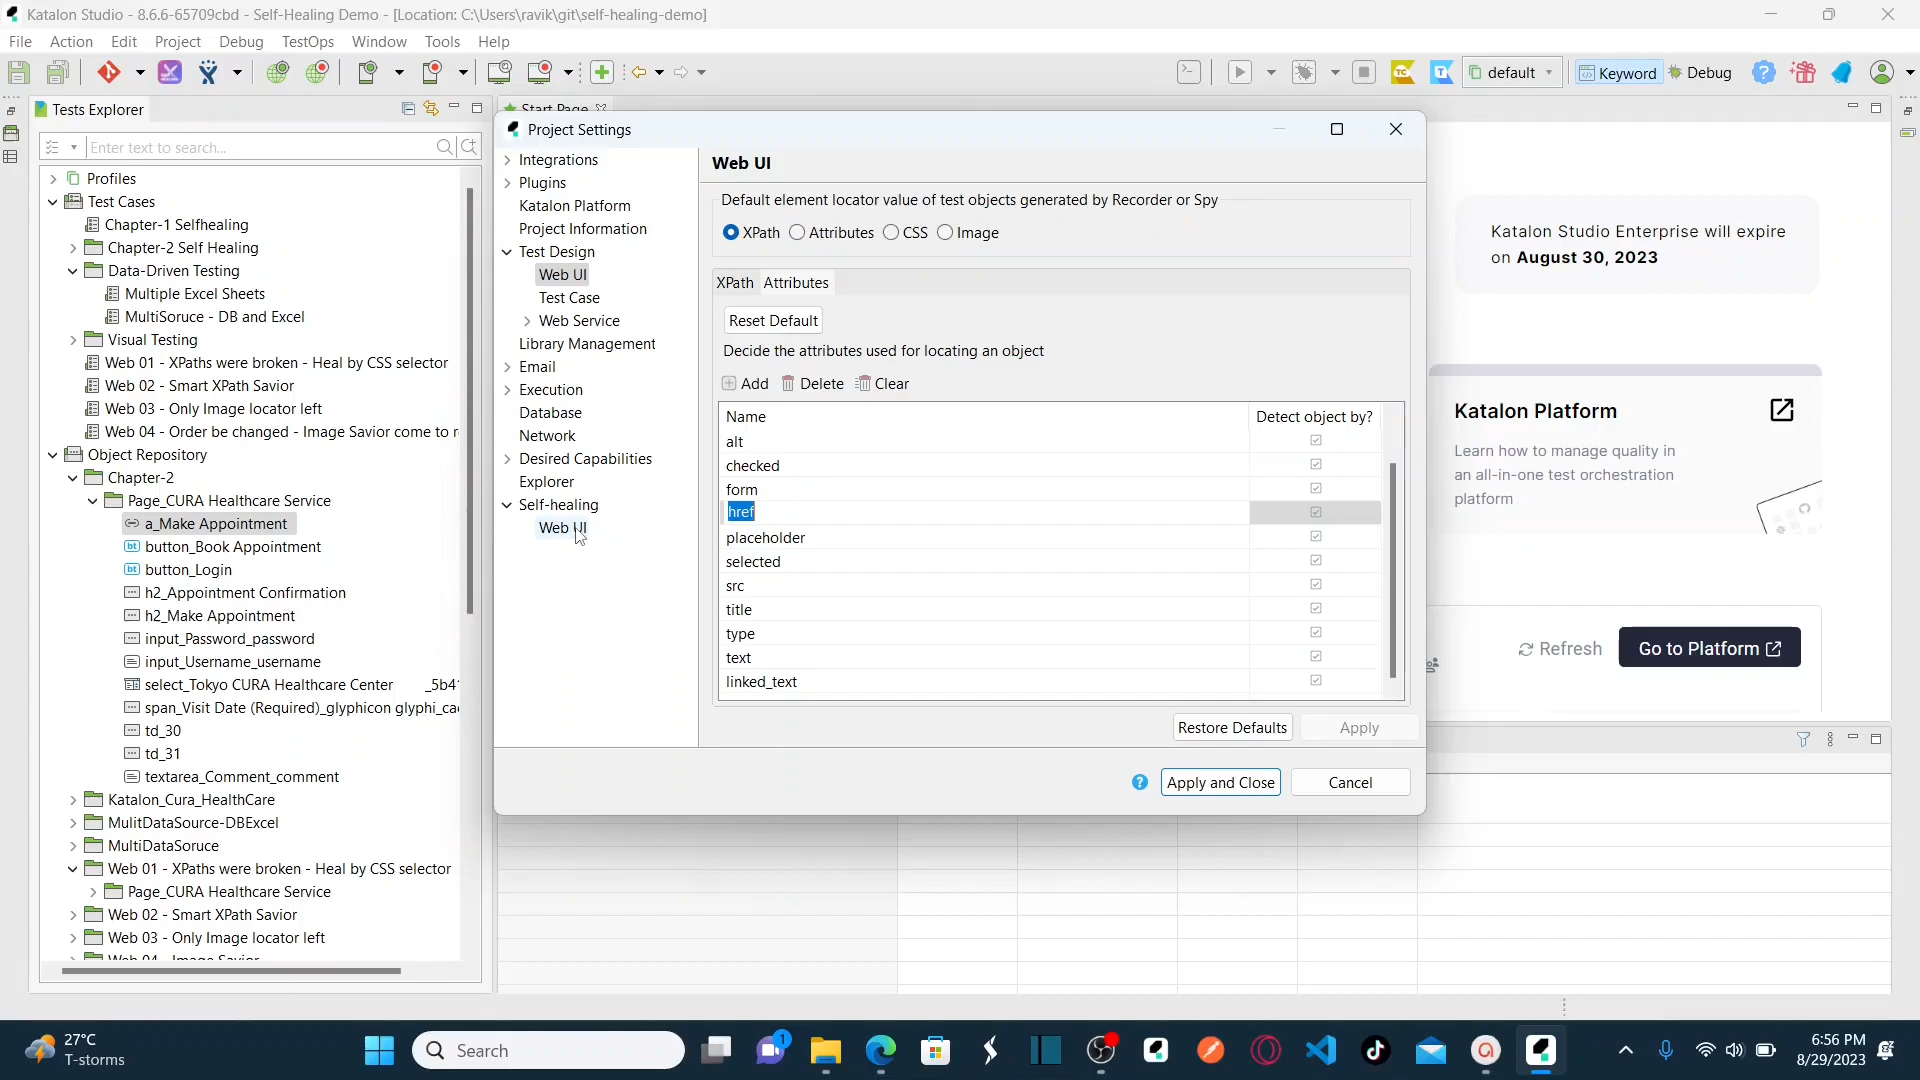 Katalon Studio - 8.6.6-65709cbd - Self-Healing Demo - [Location: C:\Users\ravik\git\self-healing-demo]
File Action Edit Project Debug TestOps Window Tools Help
default
Keyword
Debug
Tests Explorer
Start Page
Enter text to search...
Profiles
Test Cases
Chapter-1 Selfhealing
Chapter-2 Self Healing
Data-Driven Testing
Multiple Excel Sheets
MultiSoruce - DB and Excel
Visual Testing
Web 01 - XPaths were broken - Heal by CSS selector
Web 02 - Smart XPath Savior
Web 03 - Only Image locator left
Web 04 - Order be changed - Image Savior come to r
Object Repository
Chapter-2
Page_CURA Healthcare Service
a_Make Appointment
button_Book Appointment
button_Login
h2_Appointment Confirmation
h2_Make Appointment
input_Password_password
input_Username_username
select_Tokyo CURA Healthcare Center _5b4
span_Visit Date (Required)_glyphicon glyphi_ca
td_30
td_31
textarea_Comment_comment
Katalon_Cura_HealthCare
MulitDataSource-DBExcel
MultiDataSoruce
Web 01 - XPaths were broken - Heal by CSS selector
Page_CURA Healthcare Service
Web 02 - Smart XPath Savior
Web 03 - Only Image locator left
Web 04 - Image Savior
Project Settings
Integrations
Plugins
Katalon Platform
Project Information
Test Design
Web UI
Test Case
Web Service
Library Management
Email
Execution
Database
Network
Desired Capabilities
Explorer
Self-healing
Web UI
Web UI
Default element locator value of test objects generated by Recorder or Spy
XPath Attributes CSS Image
XPath Attributes
Reset Default
Decide the attributes used for locating an object
Add Delete Clear
Name Detect object by?
alt
checked
form
href
placeholder
selected
src
title
type
text
linked_text
Restore Defaults Apply
Apply and Close Cancel
Katalon Studio Enterprise will expire
on August 30, 2023
Katalon Platform
Learn how to manage quality in
an all-in-one test orchestration
platform
Refresh
Go to Platform
27°C
T-storms
Search
1
6:56 PM
8/29/2023